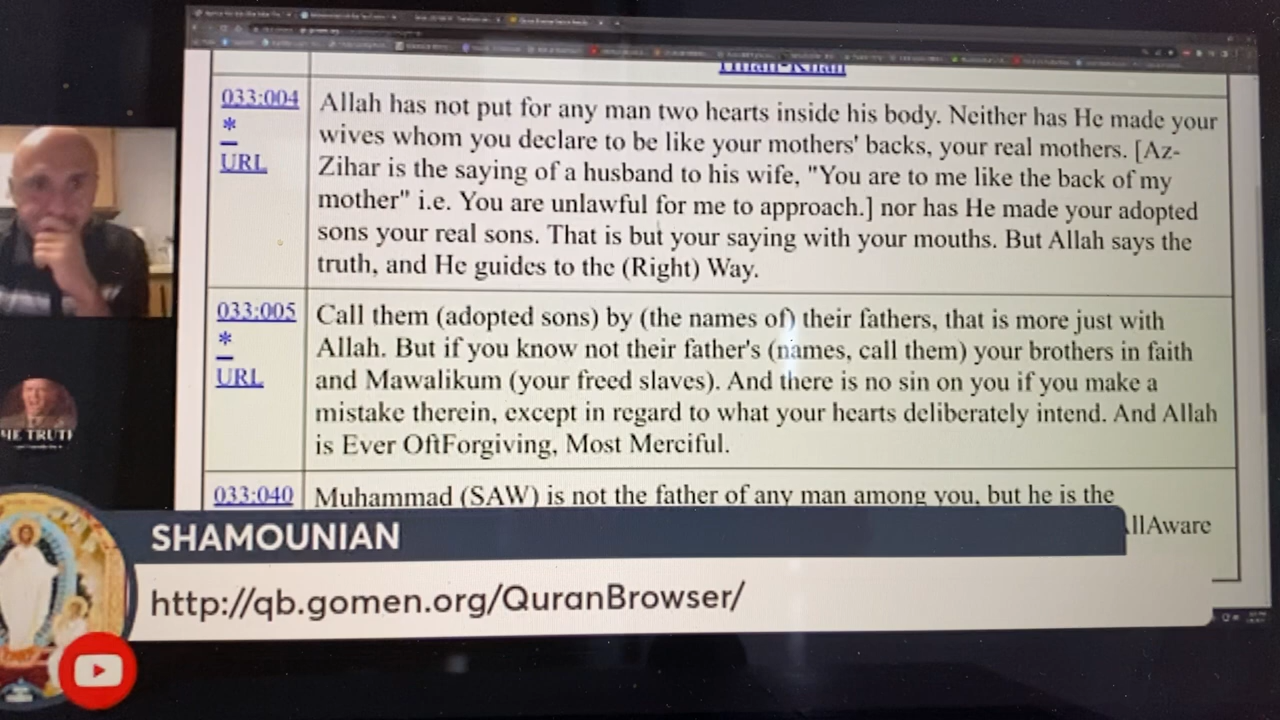 Hilali-Khan
033:004
*
URL
Allah has not put for any man two hearts inside his body. Neither has He made your
wives whom you declare to be like your mothers' backs, your real mothers. [Az-
Zihar is the saying of a husband to his wife, "You are to me like the back of my
mother" i.e. You are unlawful for me to approach.] nor has He made your adopted
sons your real sons. That is but your saying with your mouths. But Allah says the
truth, and He guides to the (Right) Way.
033:005
*
URL
Call them (adopted sons) by (the names of) their fathers, that is more just with
Allah. But if you know not their father's (names, call them) your brothers in faith
and Mawalikum (your freed slaves). And there is no sin on you if you make a
mistake therein, except in regard to what your hearts deliberately intend. And Allah
is Ever OftForgiving, Most Merciful.
033:040
Muhammad (SAW) is not the father of any man among you, but he is the
llAware
HE TRUTH
SHAMOUNIAN
http://qb.gomen.org/QuranBrowser/